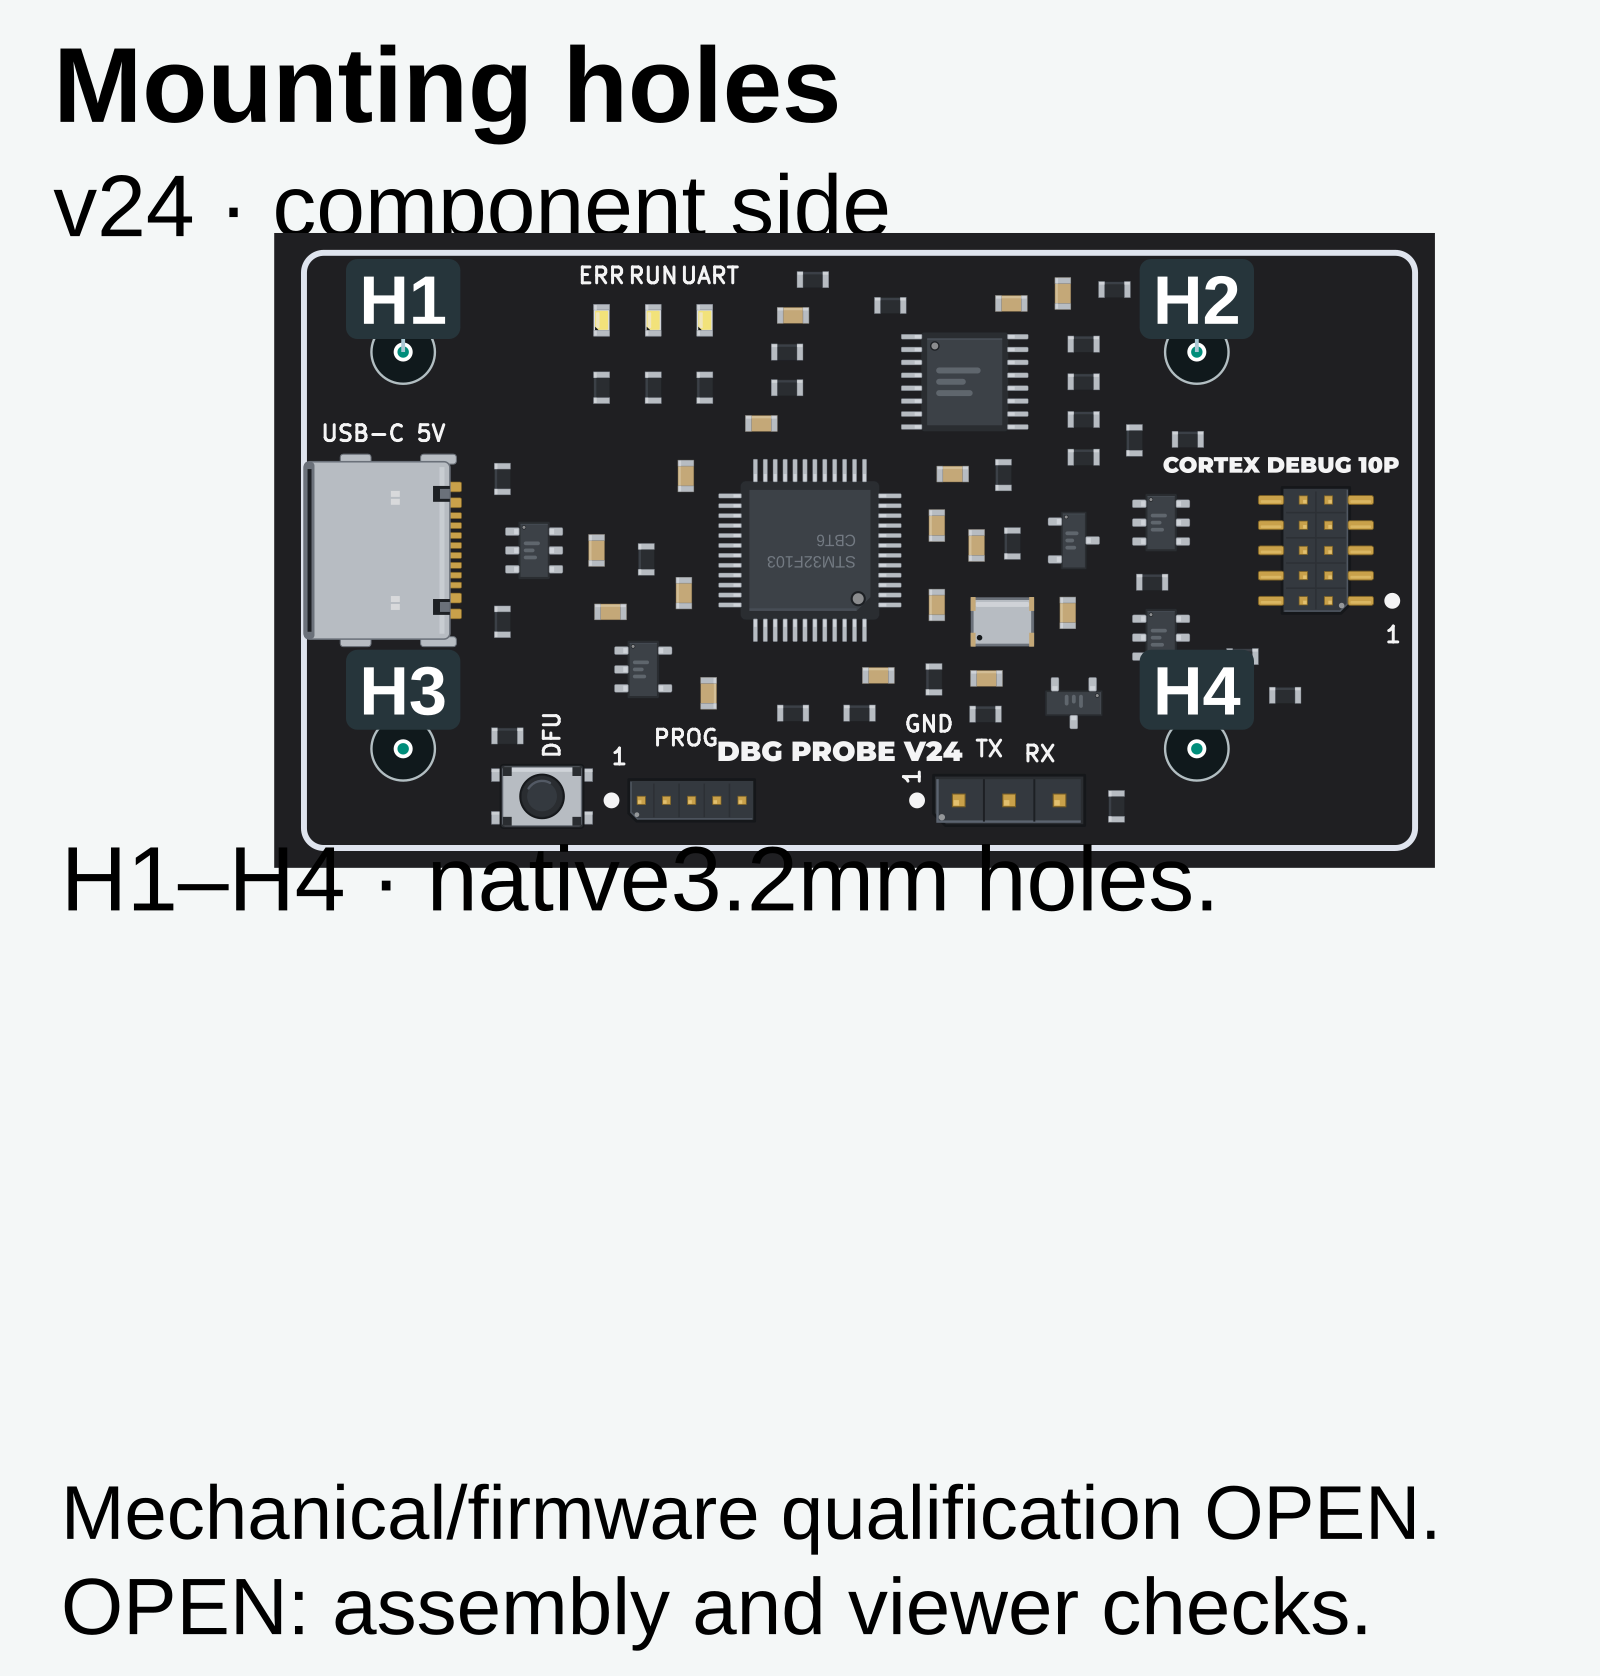 Mounting holes
v24 · component side
H1
ERR RUN UART
H2
USB-C 5V
CORTEX DEBUG 10P
CBT6
STM32F103
1
H3
H4
DFU
1
PROG
DBG PROBE V24
GND
TX
RX
1
H1–H4 · native3.2mm holes.
Mechanical/firmware qualification OPEN.
OPEN: assembly and viewer checks.